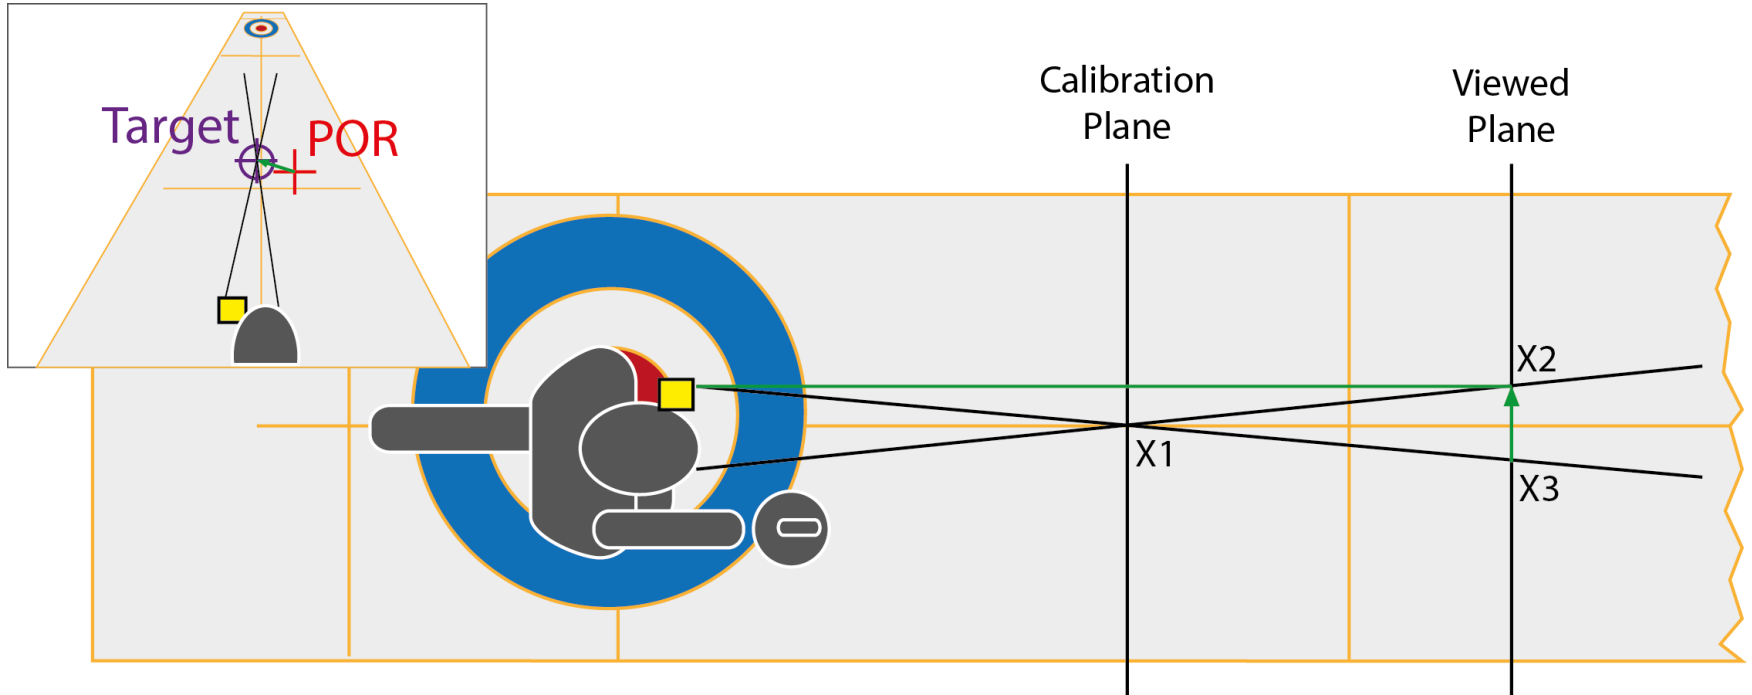 Target
POR
Calibration
Plane
Viewed
Plane
X1
X2
X3